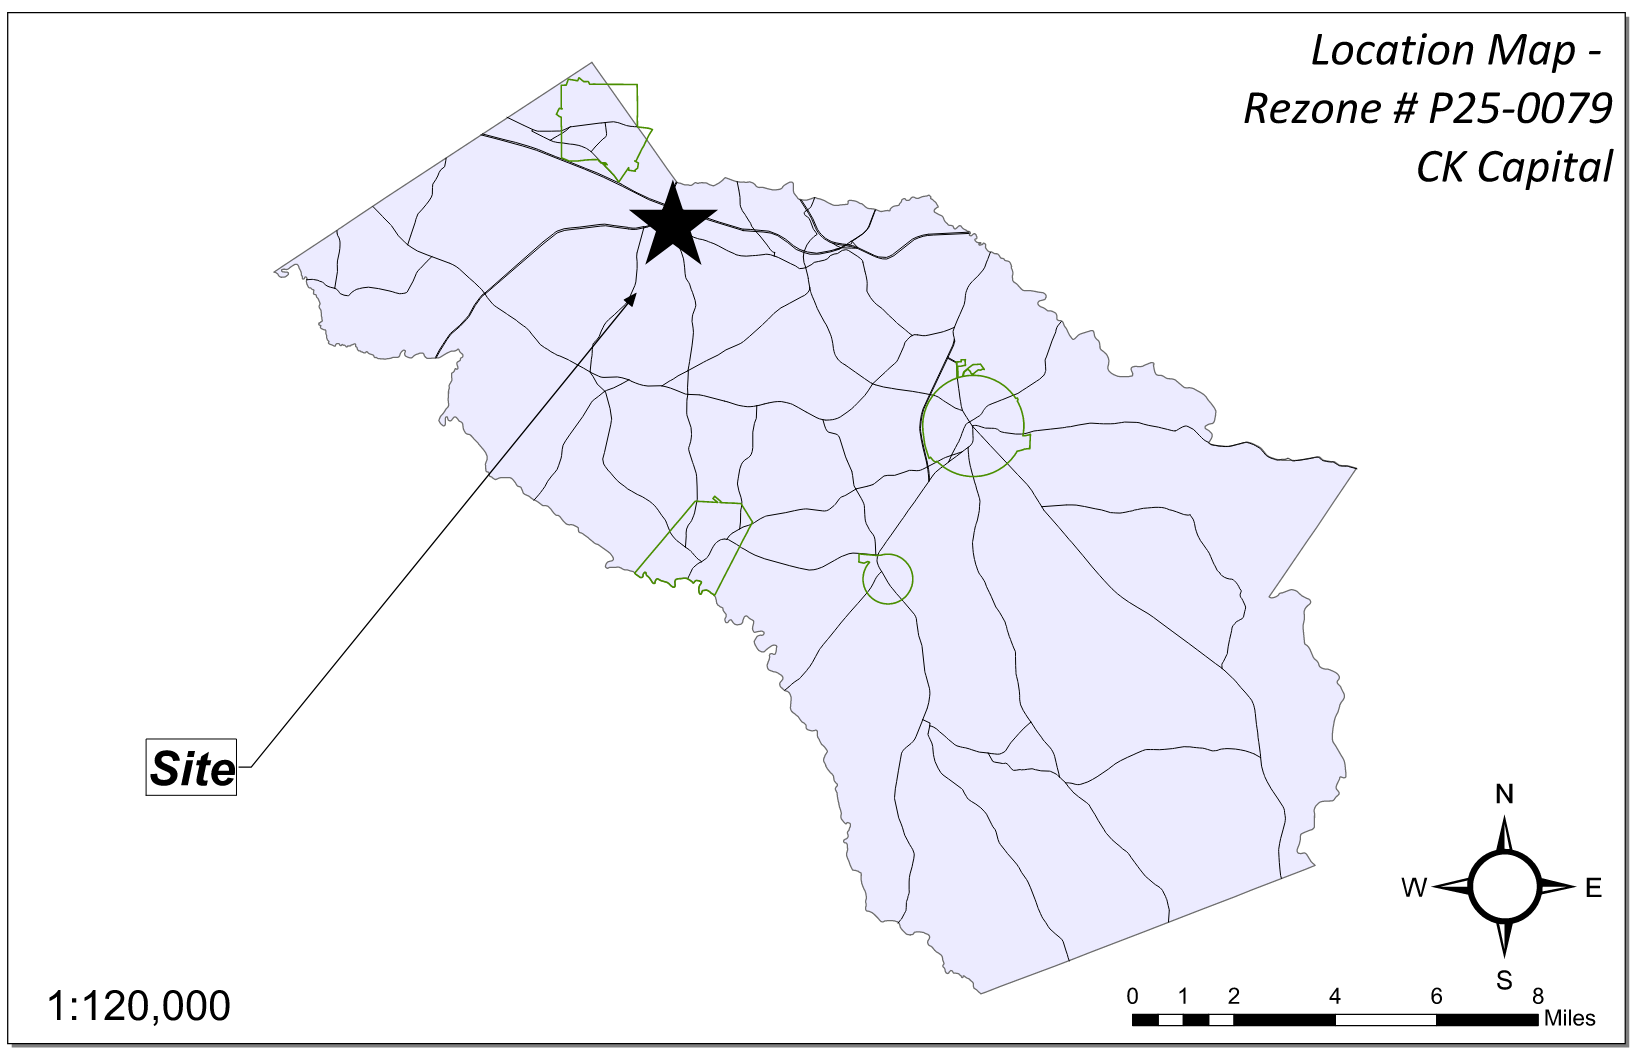 Location Map -
Rezone # P25-0079
CK Capital
Site
N
W E
S
1:120,000
0 1 2 4 6 8
Miles